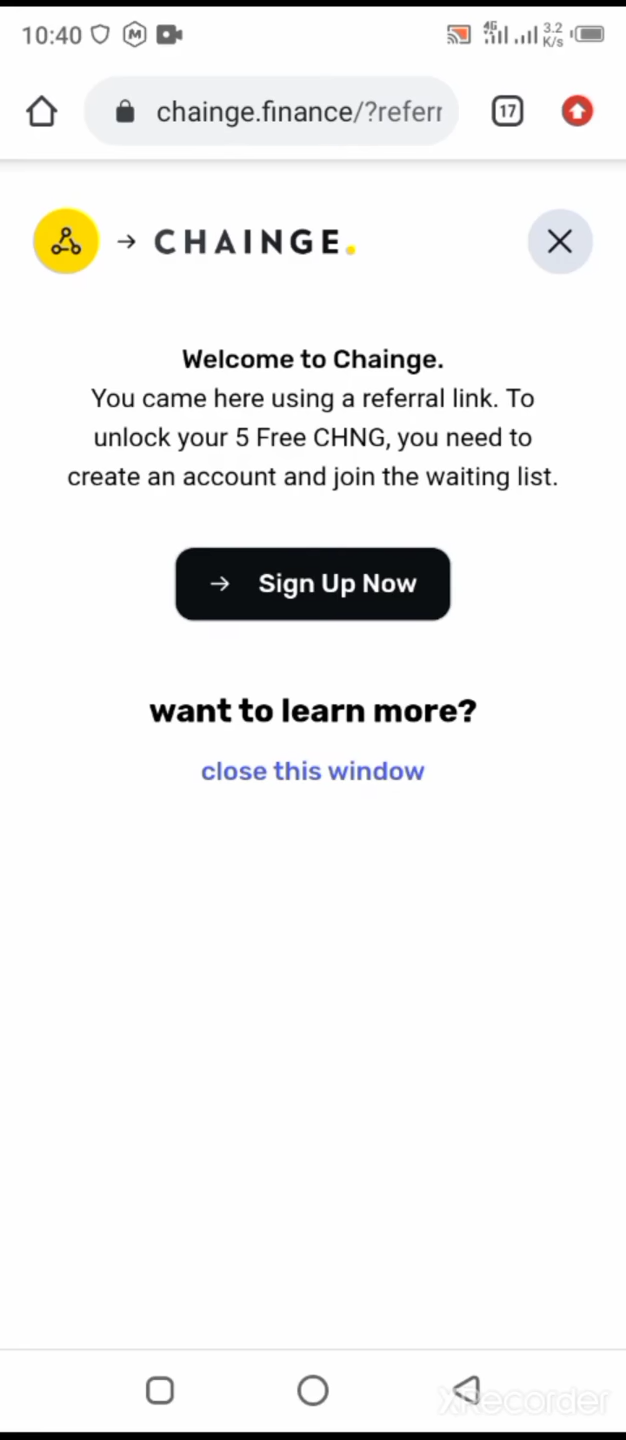 10:40
4G
3.2
K/s
chainge.finance/?referr
17
→ CHAINGE.
Welcome to Chainge.
You came here using a referral link. To
unlock your 5 Free CHNG, you need to
create an account and join the waiting list.
→ Sign Up Now
want to learn more?
close this window
XRecorder